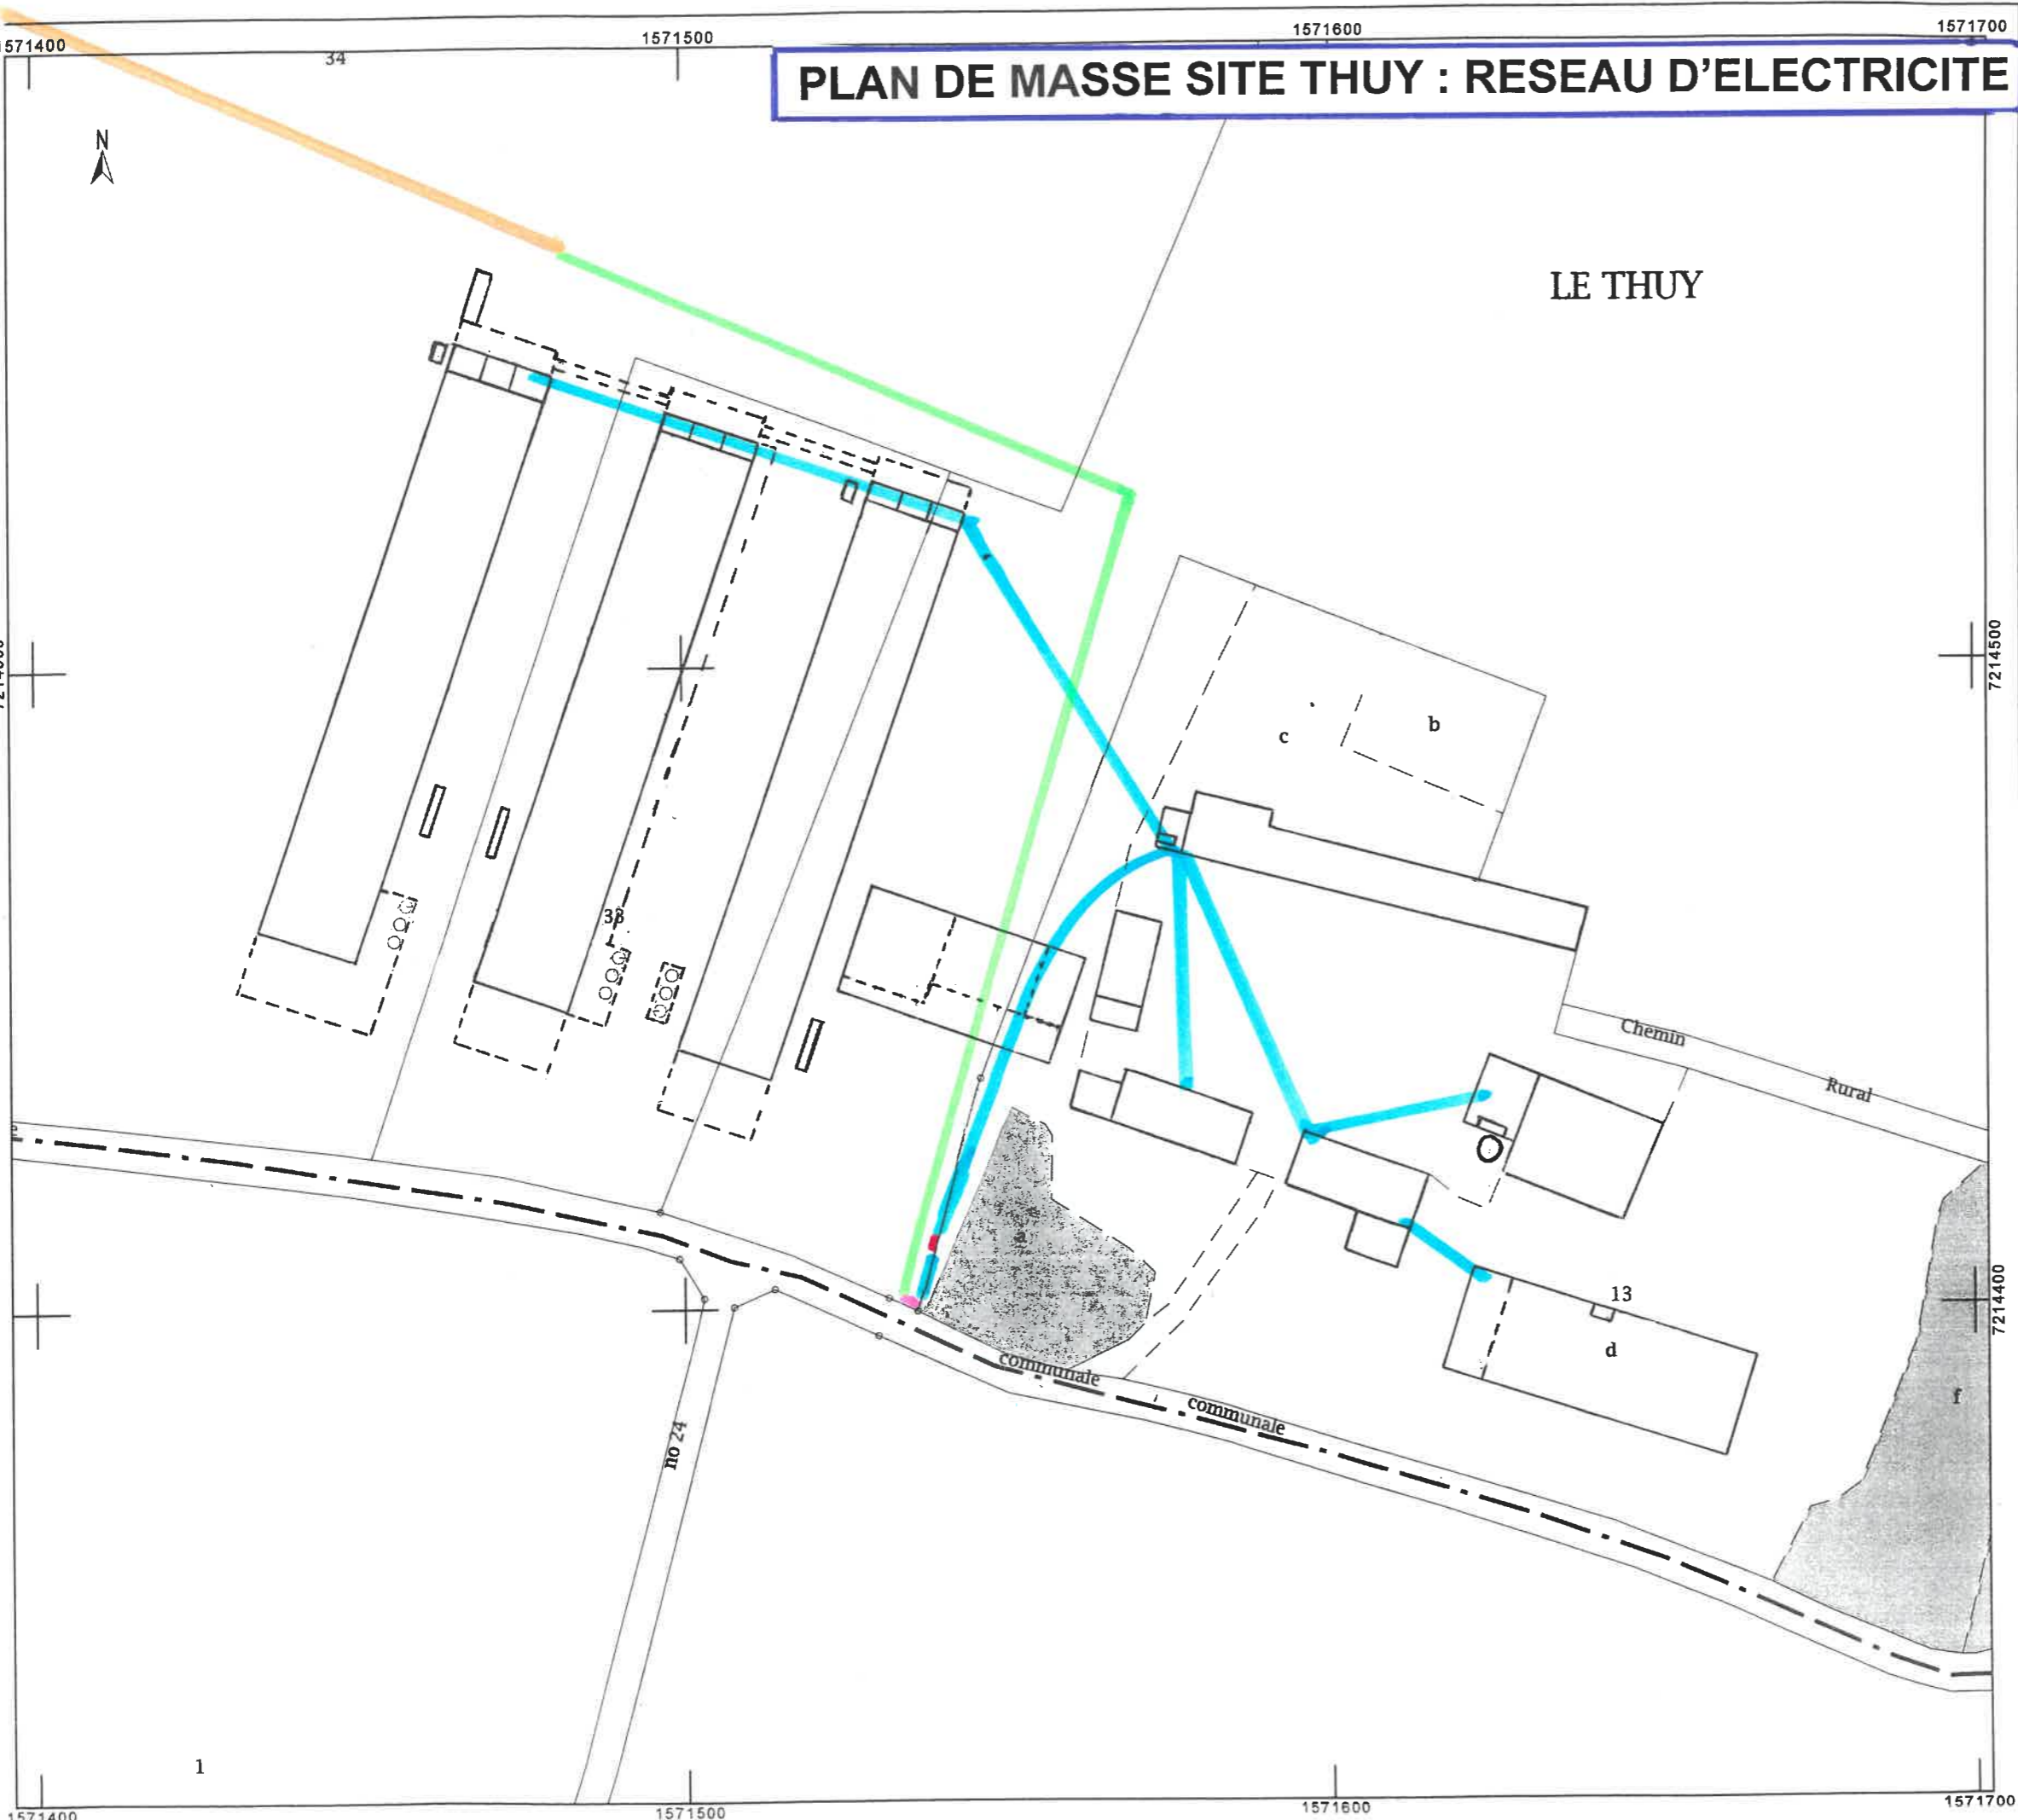 1571400
1571500
1571600
1571700
34
PLAN DE MASSE SITE THUY : RESEAU D'ELECTRICITE
N
LE THUY
7214500
b
c
33
Chemin
Rural
e
a
13
7214400
d
communale
communale
f
no 24
1
1571400
1571500
1571600
1571700